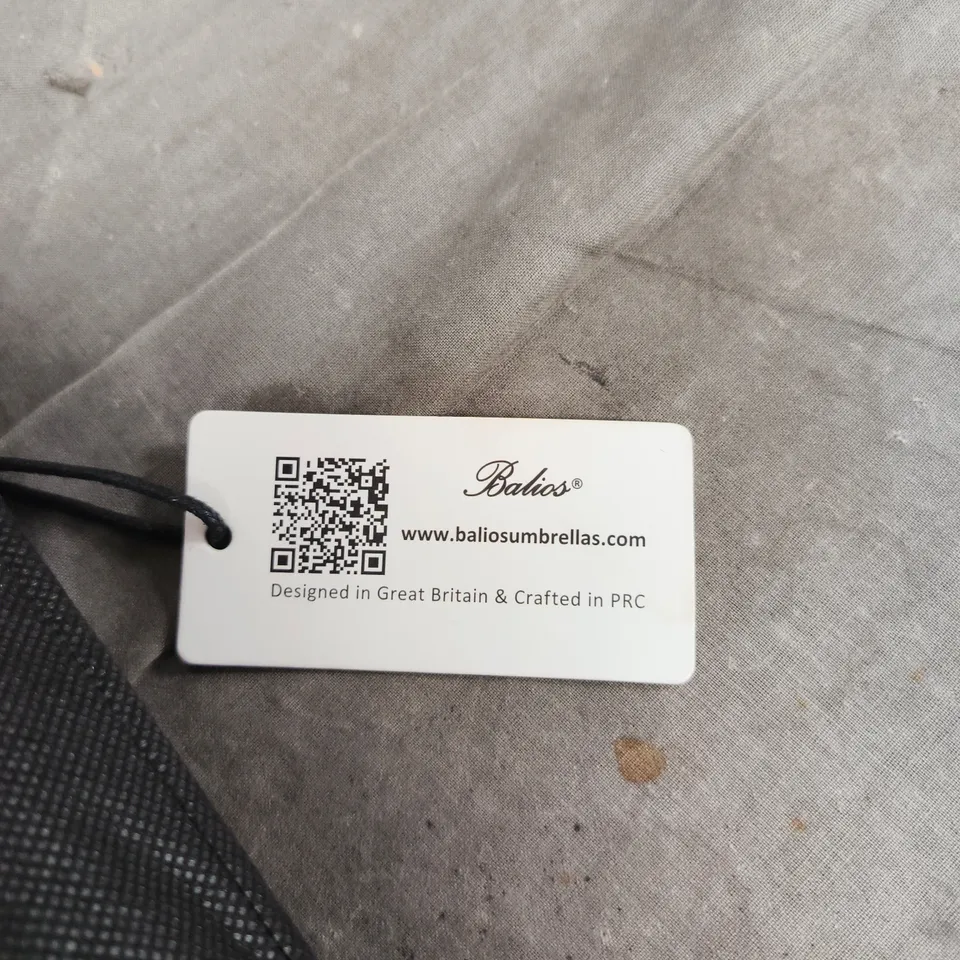 Balios®
www.baliosumbrellas.com
Designed in Great Britain & Crafted in PRC